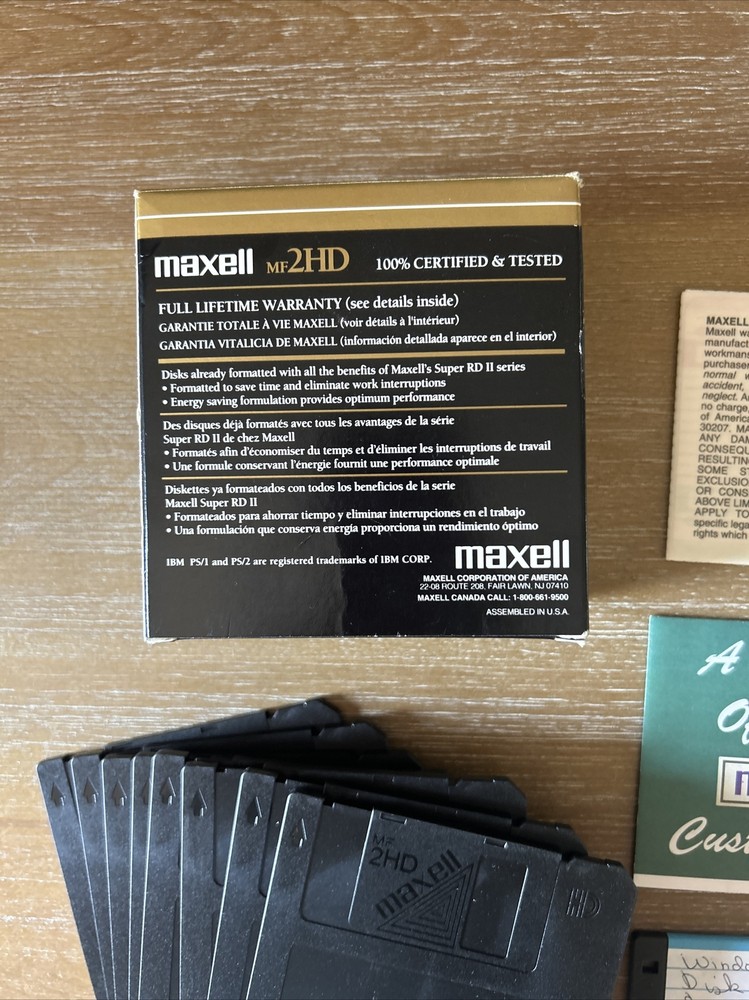 maxell MF2HD 100% CERTIFIED & TESTED
FULL LIFETIME WARRANTY (see details inside)
GARANTIE TOTALE À VIE MAXELL (voir détails à l'intérieur)
GARANTIA VITALICIA DE MAXELL (información detallada aparece en el interior)
Disks already formatted with all the benefits of Maxell's Super RD II series
• Formatted to save time and eliminate work interruptions
• Energy saving formulation provides optimum performance
Des disques déjà formatés avec tous les avantages de la série
Super RD II de chez Maxell
• Formatés afin d'économiser du temps et d'éliminer les interruptions de travail
• Une formule conservant l'énergie fournit une performance optimale
Diskettes ya formateados con todos los beneficios de la serie
Maxell Super RD II
• Formateados para ahorrar tiempo y eliminar interrupciones en el trabajo
• Una formulación que conserva energía proporciona un rendimiento óptimo
IBM PS/1 and PS/2 are registered trademarks of IBM CORP.
maxell
MAXELL CORPORATION OF AMERICA
22-08 ROUTE 208, FAIR LAWN, NJ 07410
MAXELL CANADA CALL: 1-800-661-9500
ASSEMBLED IN U.S.A.
MAXELL
Maxell wa
manufact
workmans
purchaser
normal w
accident,
neglect. A
no charge
of America
30207. MA
ANY DAM
CONSEQU
RESULTING
SOME ST
EXCLUSIO
OR CONS
ABOVE LIM
APPLY TO
specific lega
rights which
A
Cust
MF
2HD
maxell
HD
Windo
Disk